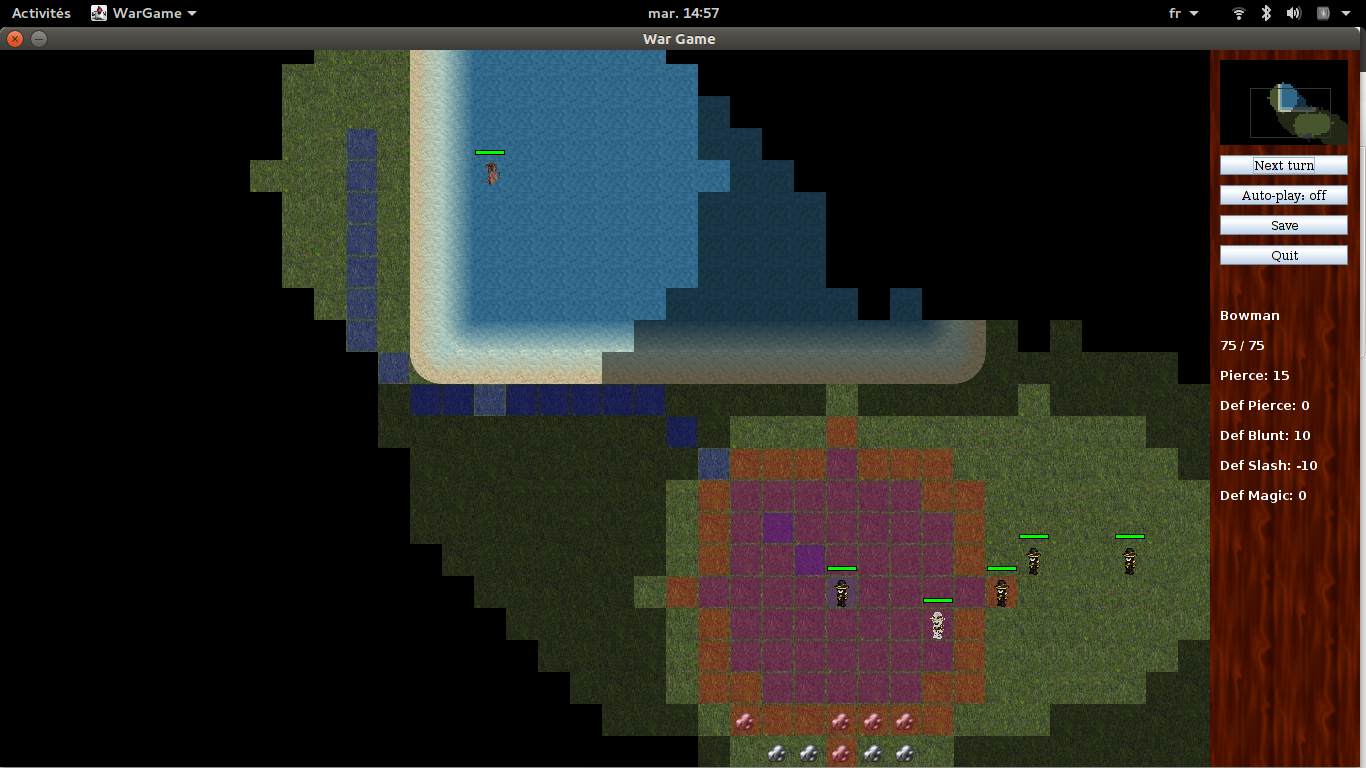 Activités WarGame mar. 14:57 fr
War Game
Next turn
Auto-play: off
Save
Quit
Bowman
75 / 75
Pierce: 15
Def Pierce: 0
Def Blunt: 10
Def Slash: -10
Def Magic: 0